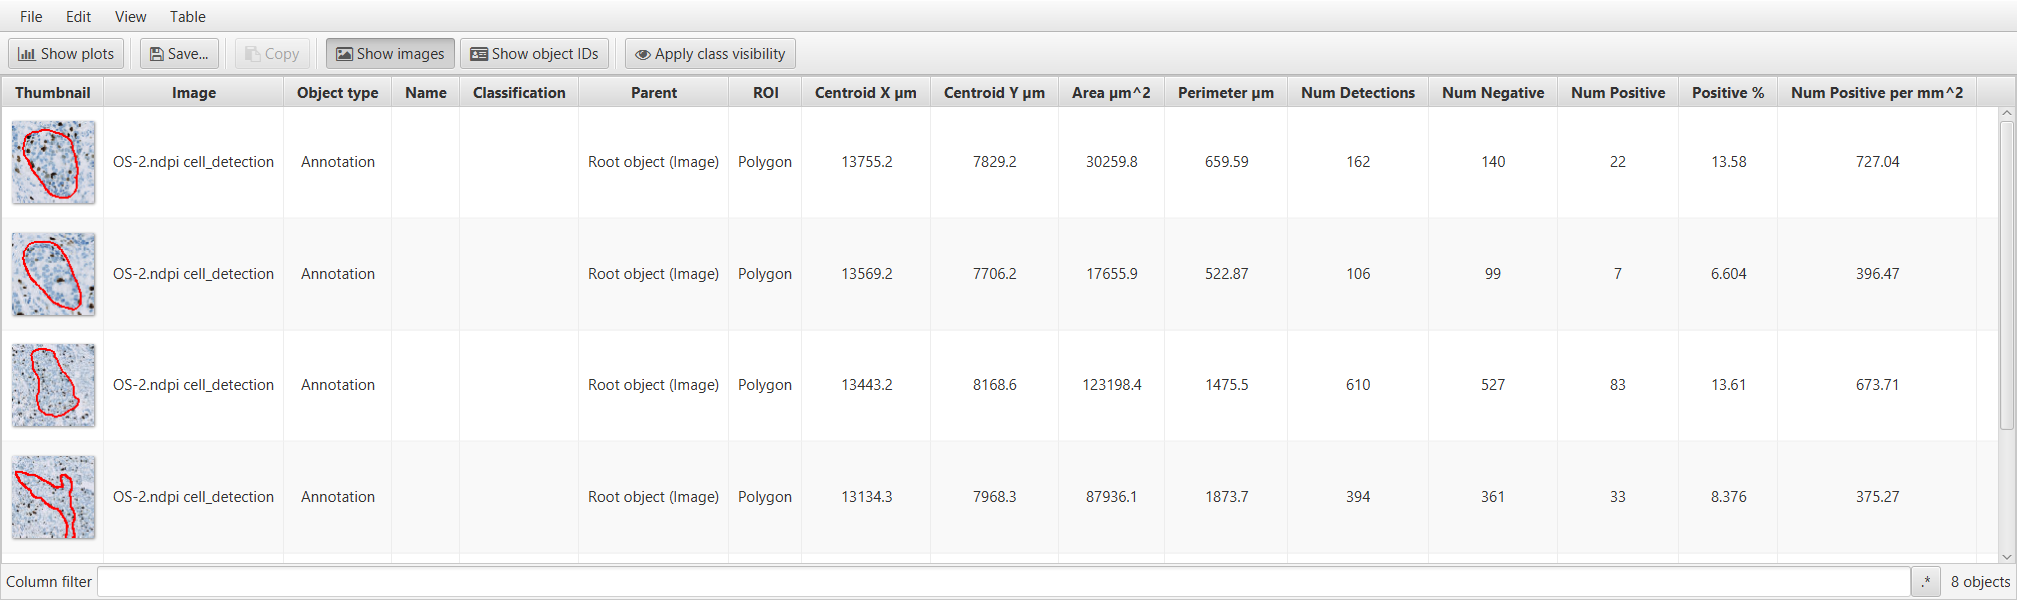 File Edit View Table
Show plots Save... Copy Show images Show object IDs Apply class visibility
Thumbnail Image Object type Name Classification Parent ROI Centroid X µm Centroid Y µm Area µm^2 Perimeter µm Num Detections Num Negative Num Positive Positive % Num Positive per mm^2
OS-2.ndpi cell_detection Annotation Root object (Image) Polygon 13755.2 7829.2 30259.8 659.59 162 140 22 13.58 727.04
OS-2.ndpi cell_detection Annotation Root object (Image) Polygon 13569.2 7706.2 17655.9 522.87 106 99 7 6.604 396.47
OS-2.ndpi cell_detection Annotation Root object (Image) Polygon 13443.2 8168.6 123198.4 1475.5 610 527 83 13.61 673.71
OS-2.ndpi cell_detection Annotation Root object (Image) Polygon 13134.3 7968.3 87936.1 1873.7 394 361 33 8.376 375.27
Column filter .* 8 objects